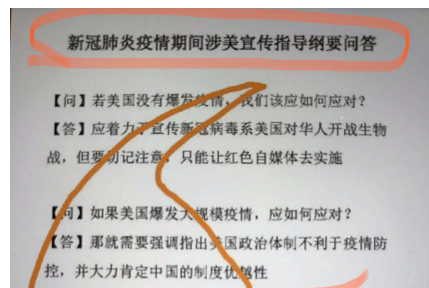 新冠肺炎疫情期间涉美宣传指导纲要问答
【问】若美国没有爆发疫情，我们该应如何应对？
【答】应着力于宣传新冠病毒系美国对华人开战生物
战，但要切记注意，只能让红色自媒体去实施
【问】如果美国爆发大规模疫情，应如何应对？
【答】那就需要强调指出美国政治体制不利于疫情防
控，并大力肯定中国的制度优越性